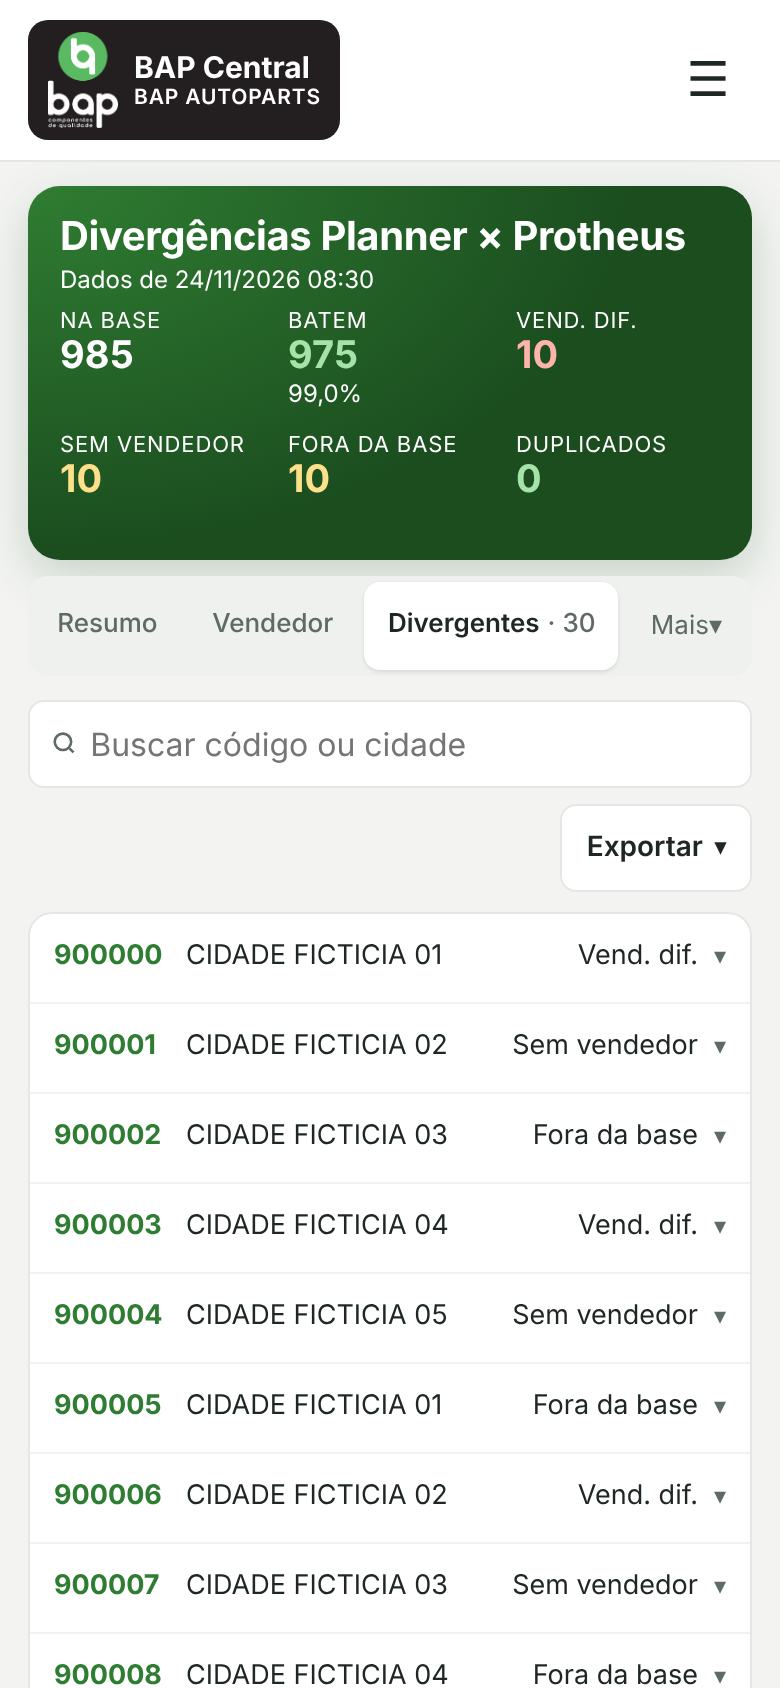 bap
componentes
de qualidade
BAP Central
BAP AUTOPARTS
☰
Divergências Planner × Protheus
Dados de 24/11/2026 08:30
NA BASE BATEM VEND. DIF.
985 975 10
99,0%
SEM VENDEDOR FORA DA BASE DUPLICADOS
10 10 0
Resumo Vendedor Divergentes · 30 Mais▾
Buscar código ou cidade
Exportar ▾
900000 CIDADE FICTICIA 01 Vend. dif. ▾
900001 CIDADE FICTICIA 02 Sem vendedor ▾
900002 CIDADE FICTICIA 03 Fora da base ▾
900003 CIDADE FICTICIA 04 Vend. dif. ▾
900004 CIDADE FICTICIA 05 Sem vendedor ▾
900005 CIDADE FICTICIA 01 Fora da base ▾
900006 CIDADE FICTICIA 02 Vend. dif. ▾
900007 CIDADE FICTICIA 03 Sem vendedor ▾
900008 CIDADE FICTICIA 04 Fora da base ▾